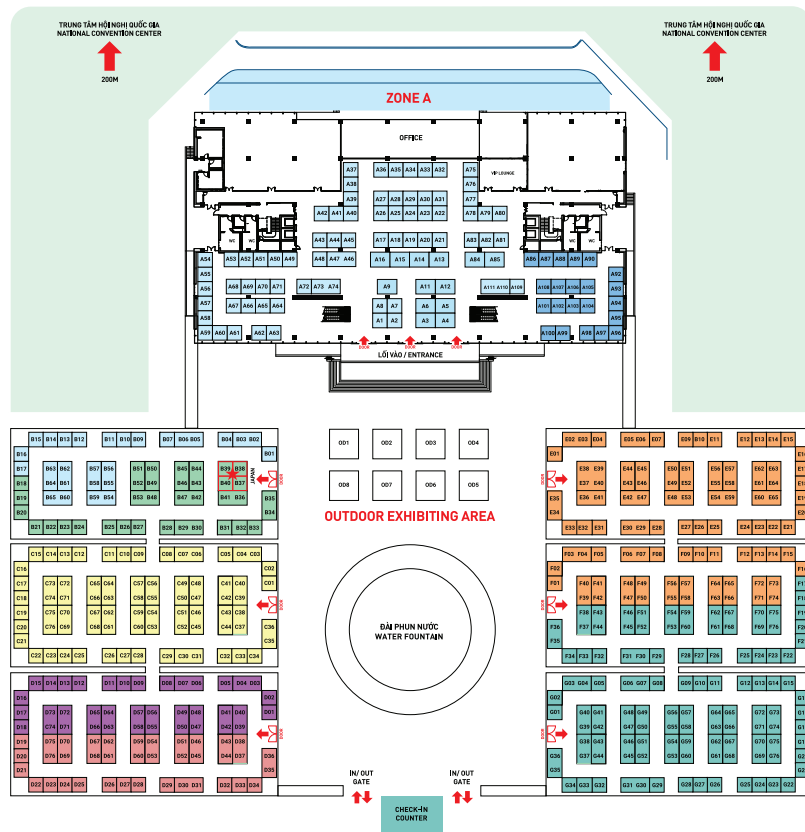 TRUNG TÂM HỘI NGHỊ QUỐC GIA
NATIONAL CONVENTION CENTER
200M
TRUNG TÂM HỘI NGHỊ QUỐC GIA
NATIONAL CONVENTION CENTER
200M
ZONE A
OFFICE
VIP LOUNGE
A37 A36 A35 A34 A33 A32 A75
A38 A76
A39 A27 A28 A29 A30 A31 A77
A42 A41 A40 A26 A25 A24 A23 A22 A78 A79 A80
WC WC WC WC
A43 A44 A45 A17 A18 A19 A20 A21 A83 A82 A81
A54 A53 A52 A51 A50 A49 A48 A47 A46 A16 A15 A14 A13 A84 A85 A86 A87 A88 A89 A90
A55 A92
A56 A68 A69 A70 A71 A72 A73 A74 A9 A11 A12 A111 A110 A109 A108 A107 A106 A105 A93
A57 A67 A66 A65 A64 A8 A7 A6 A5 A101 A102 A103 A104 A94
A58 A1 A2 A3 A4 A95
A59 A60 A61 A62 A63 A100 A99 A98 A97 A96
DOOR DOOR DOOR
LỐI VÀO / ENTRANCE
B15 B14 B13 B12 B11 B10 B09 B07 B06 B05 B04 B03 B02
B16 B01
B17 B63 B62 B57 B56 B51 B50 B45 B44 B39 B38
B18 B64 B61 B58 B55 B52 B49 B46 B43 B40 B37
JAPAN
DOOR
B19 B65 B60 B59 B54 B53 B48 B47 B42 B41 B36 B35
B20 B34
B21 B22 B23 B24 B25 B26 B27 B28 B29 B30 B31 B32 B33
OD1 OD2 OD3 OD4
OD8 OD7 OD6 OD5
OUTDOOR EXHIBITING AREA
E02 E03 E04 E05 E06 E07 E09 E10 E11 E12 E13 E14 E15
E01
E38 E39 E44 E45 E50 E51 E56 E57 E62 E63
DOOR
E37 E40 E43 E46 E49 E52 E55 E58 E61 E64
E35 E36 E41 E42 E47 E48 E53 E54 E59 E60 E65
E34
E33 E32 E31 E30 E29 E28 E27 E26 E25 E24 E23 E22 E21
C15 C14 C13 C12 C11 C10 C09 C08 C07 C06 C05 C04 C03
C16 C02
C17 C73 C72 C65 C64 C57 C56 C49 C48 C41 C40 C01
C18 C74 C71 C66 C63 C58 C55 C50 C47 C42 C39
DOOR
C19 C75 C70 C67 C62 C59 C54 C51 C46 C43 C38
C20 C76 C69 C68 C61 C60 C53 C52 C45 C44 C37 C36
C21 C35
C22 C23 C24 C25 C26 C27 C28 C29 C30 C31 C32 C33 C34
ĐÀI PHUN NƯỚC
WATER FOUNTAIN
F03 F04 F05 F06 F07 F08 F09 F10 F11 F12 F13 F14 F15
F02
F01 F40 F41 F48 F49 F56 F57 F64 F65 F72 F73
F39 F42 F47 F50 F55 F58 F63 F66 F71 F74
DOOR
F38 F43 F46 F51 F54 F59 F62 F67 F70 F75
F36 F37 F44 F45 F52 F53 F60 F61 F68 F69 F76
F35
F34 F33 F32 F31 F30 F29 F28 F27 F26 F25 F24 F23 F22
D15 D14 D13 D12 D11 D10 D09 D08 D07 D06 D05 D04 D03
D16 D02
D17 D73 D72 D65 D64 D57 D56 D49 D48 D41 D40 D01
D18 D74 D71 D66 D63 D58 D55 D50 D47 D42 D39
DOOR
D19 D75 D70 D67 D62 D59 D54 D51 D46 D43 D38
D20 D76 D69 D68 D61 D60 D53 D52 D45 D44 D37 D36
D21 D35
D22 D23 D24 D25 D26 D27 D28 D29 D30 D31 D32 D33 D34
G03 G04 G05 G06 G07 G08 G09 G10 G11 G12 G13 G14 G15
G02
G01 G40 G41 G48 G49 G56 G57 G64 G65 G72 G73
G39 G42 G47 G50 G55 G58 G63 G66 G71 G74
DOOR
G38 G43 G46 G51 G54 G59 G62 G67 G70 G75
G36 G37 G44 G45 G52 G53 G60 G61 G68 G69 G76
G35
G34 G33 G32 G31 G30 G29 G28 G27 G26 G25 G24 G23 G22
IN/ OUT
GATE
IN/ OUT
GATE
CHECK-IN
COUNTER